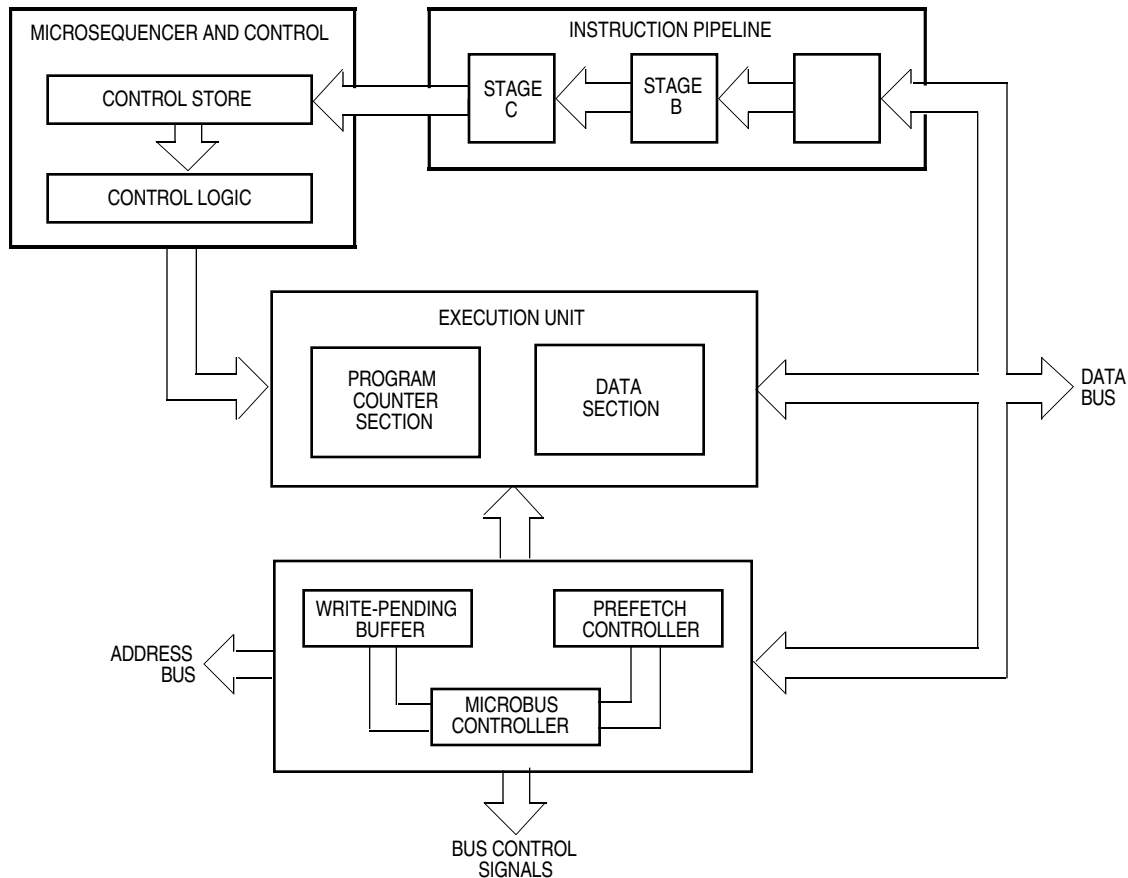 MICROSEQUENCER AND CONTROL
CONTROL STORE
CONTROL LOGIC
INSTRUCTION PIPELINE
STAGE
C
STAGE
B
EXECUTION UNIT
PROGRAM
COUNTER
SECTION
DATA
SECTION
DATA
BUS
WRITE-PENDING
BUFFER
PREFETCH
CONTROLLER
MICROBUS
CONTROLLER
ADDRESS
BUS
BUS CONTROL
SIGNALS